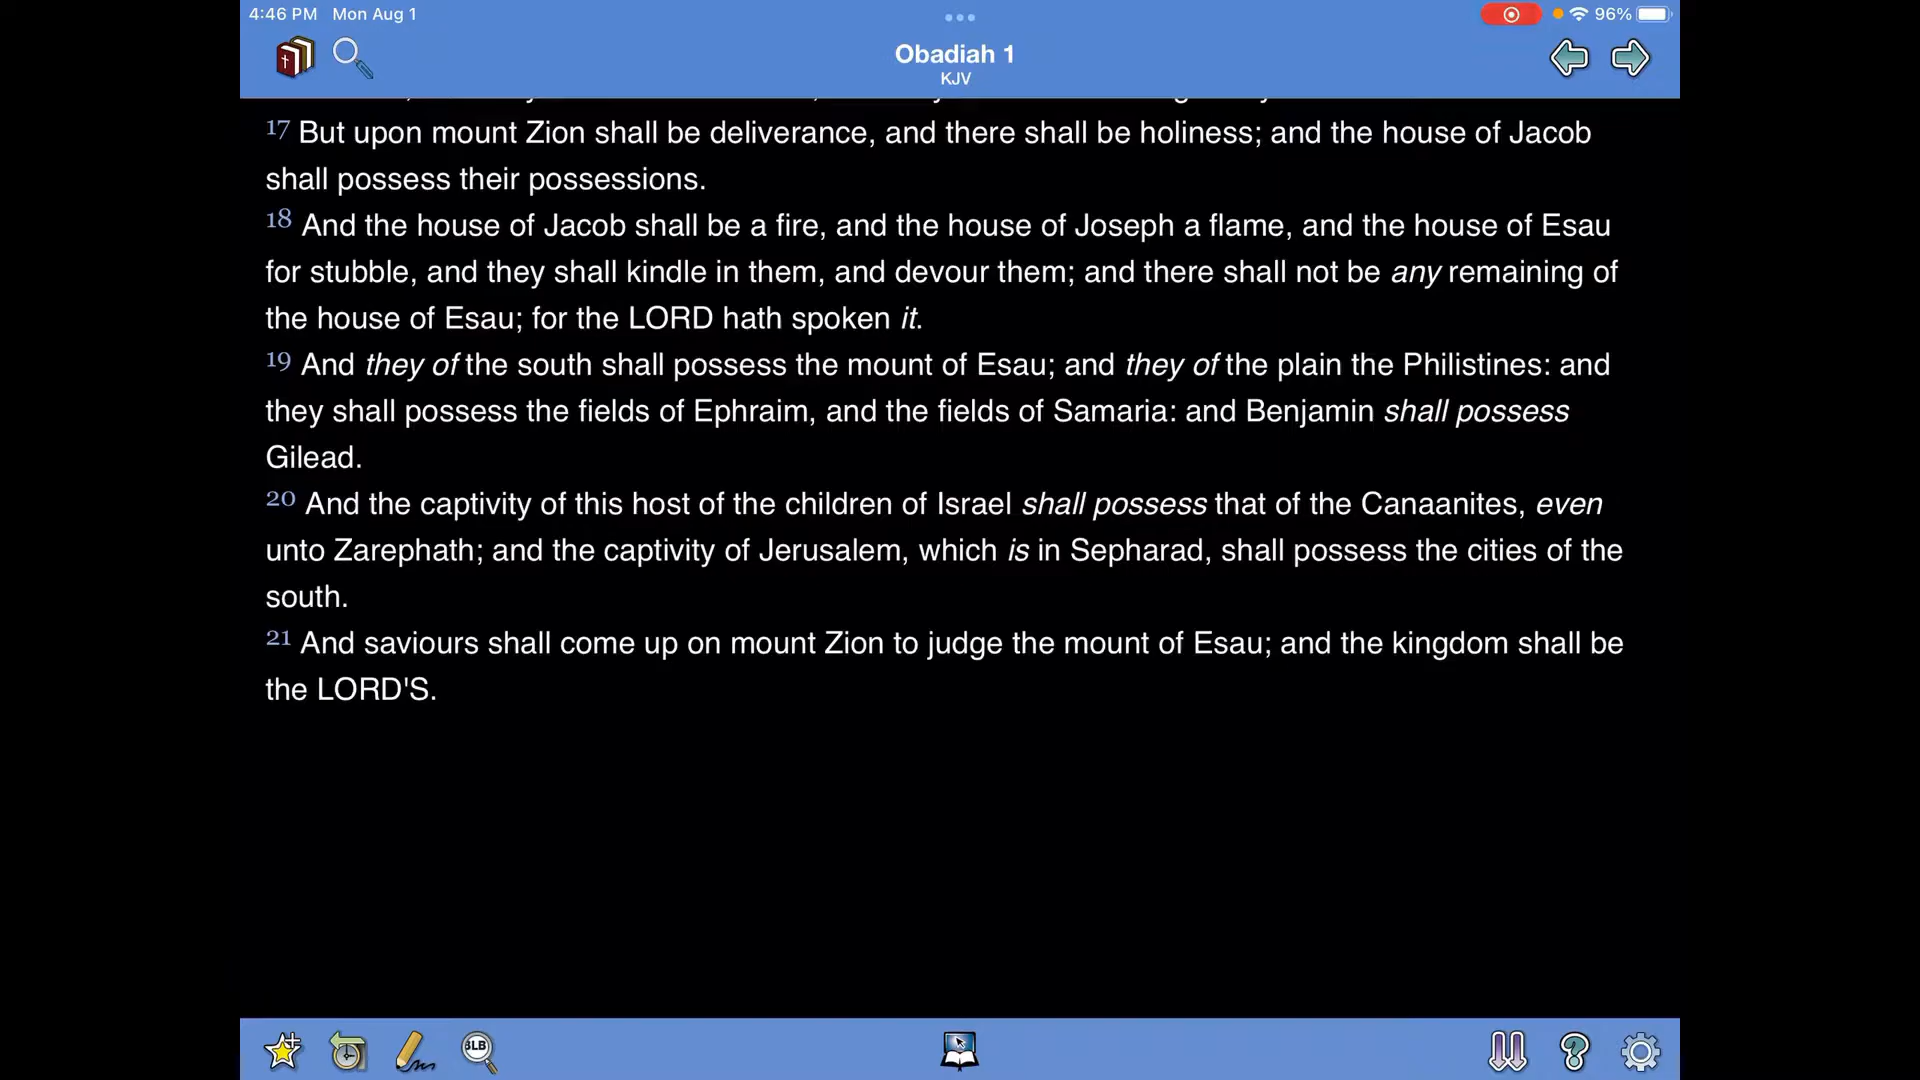 4:46 PM Mon Aug 1
96%
Obadiah 1
KJV
17 But upon mount Zion shall be deliverance, and there shall be holiness; and the house of Jacob
shall possess their possessions.
18 And the house of Jacob shall be a fire, and the house of Joseph a flame, and the house of Esau
for stubble, and they shall kindle in them, and devour them; and there shall not be any remaining of
the house of Esau; for the LORD hath spoken it.
19 And they of the south shall possess the mount of Esau; and they of the plain the Philistines: and
they shall possess the fields of Ephraim, and the fields of Samaria: and Benjamin shall possess
Gilead.
20 And the captivity of this host of the children of Israel shall possess that of the Canaanites, even
unto Zarephath; and the captivity of Jerusalem, which is in Sepharad, shall possess the cities of the
south.
21 And saviours shall come up on mount Zion to judge the mount of Esau; and the kingdom shall be
the LORD'S.
BLB